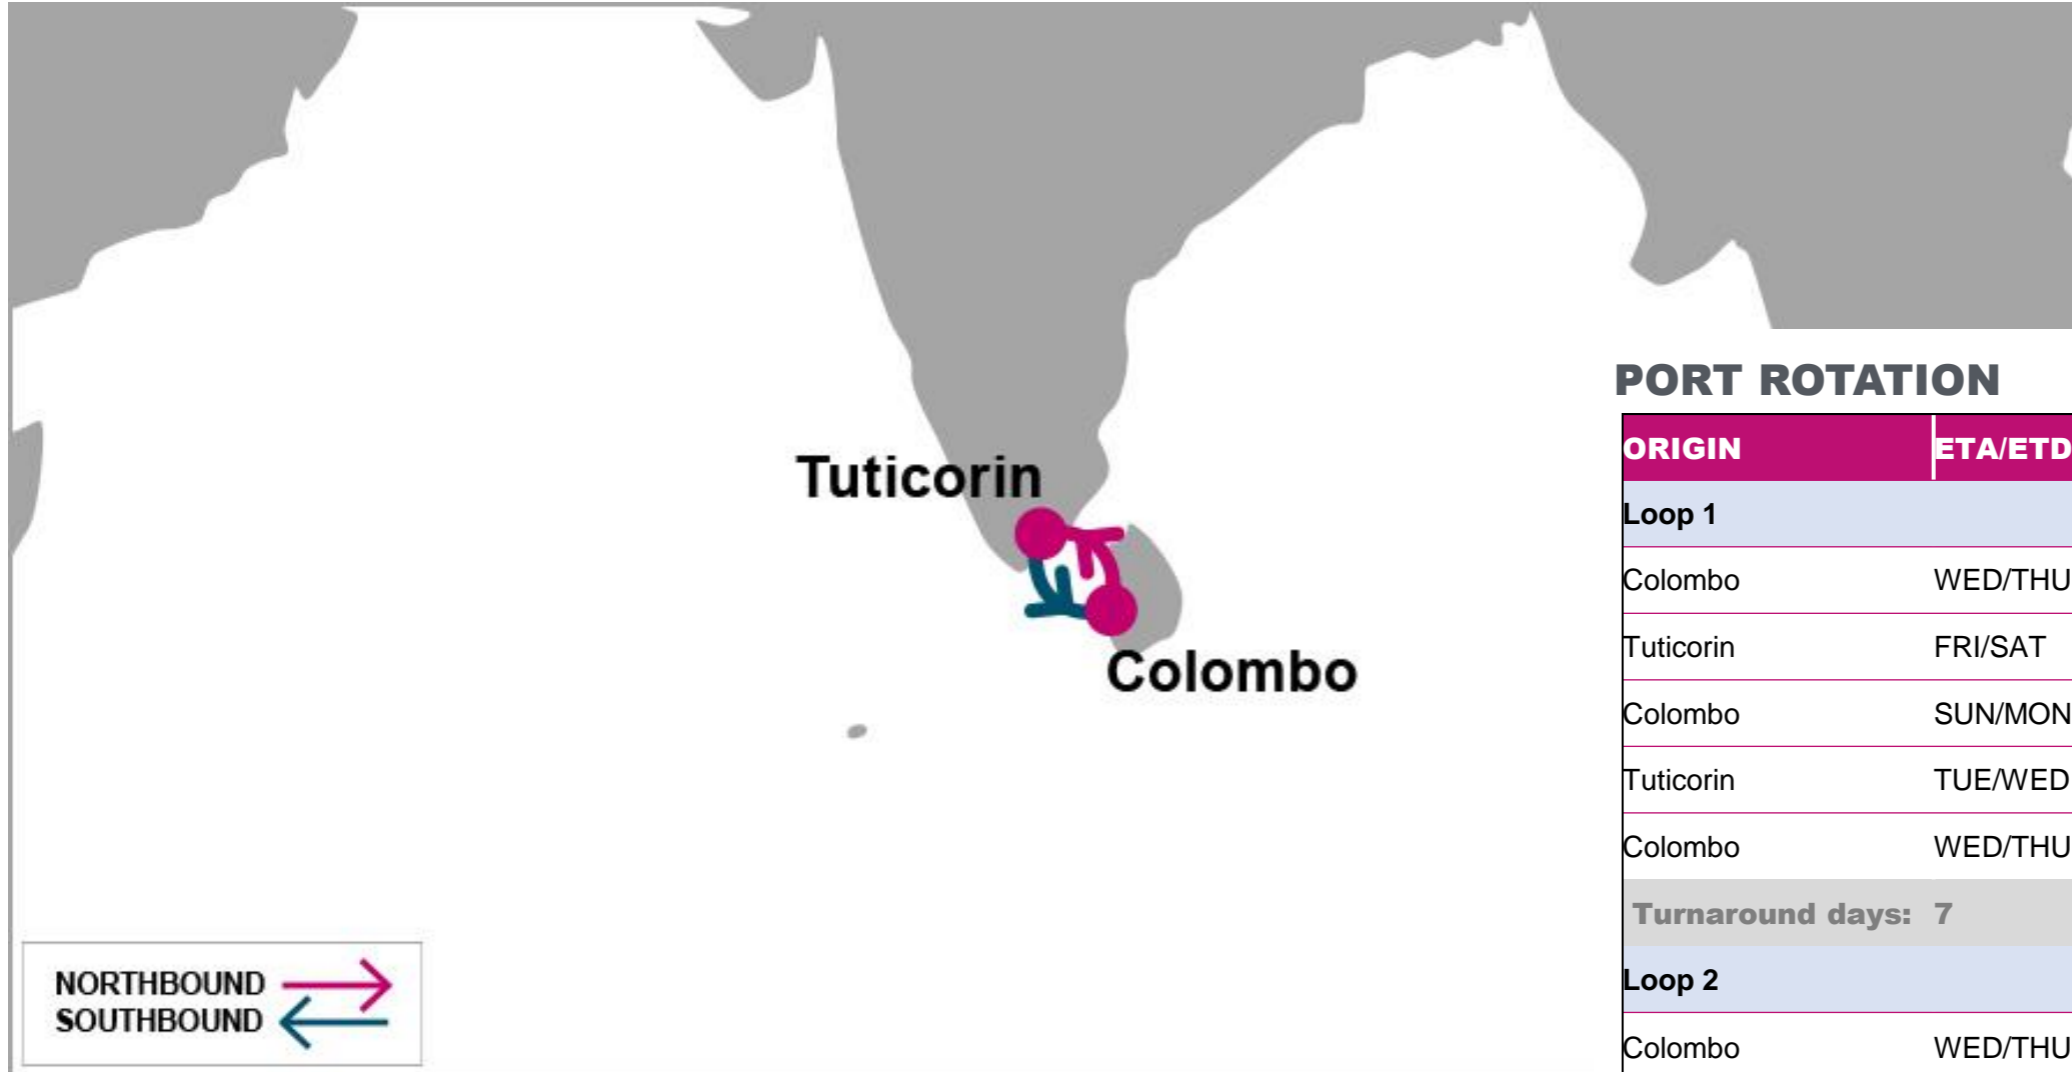 Tuticorin
Colombo
NORTHBOUND
SOUTHBOUND
PORT ROTATION
ORIGIN ETA/ETD
Loop 1
Colombo WED/THU
Tuticorin FRI/SAT
Colombo SUN/MON
Tuticorin TUE/WED
Colombo WED/THU
Turnaround days: 7
Loop 2
Colombo WED/THU